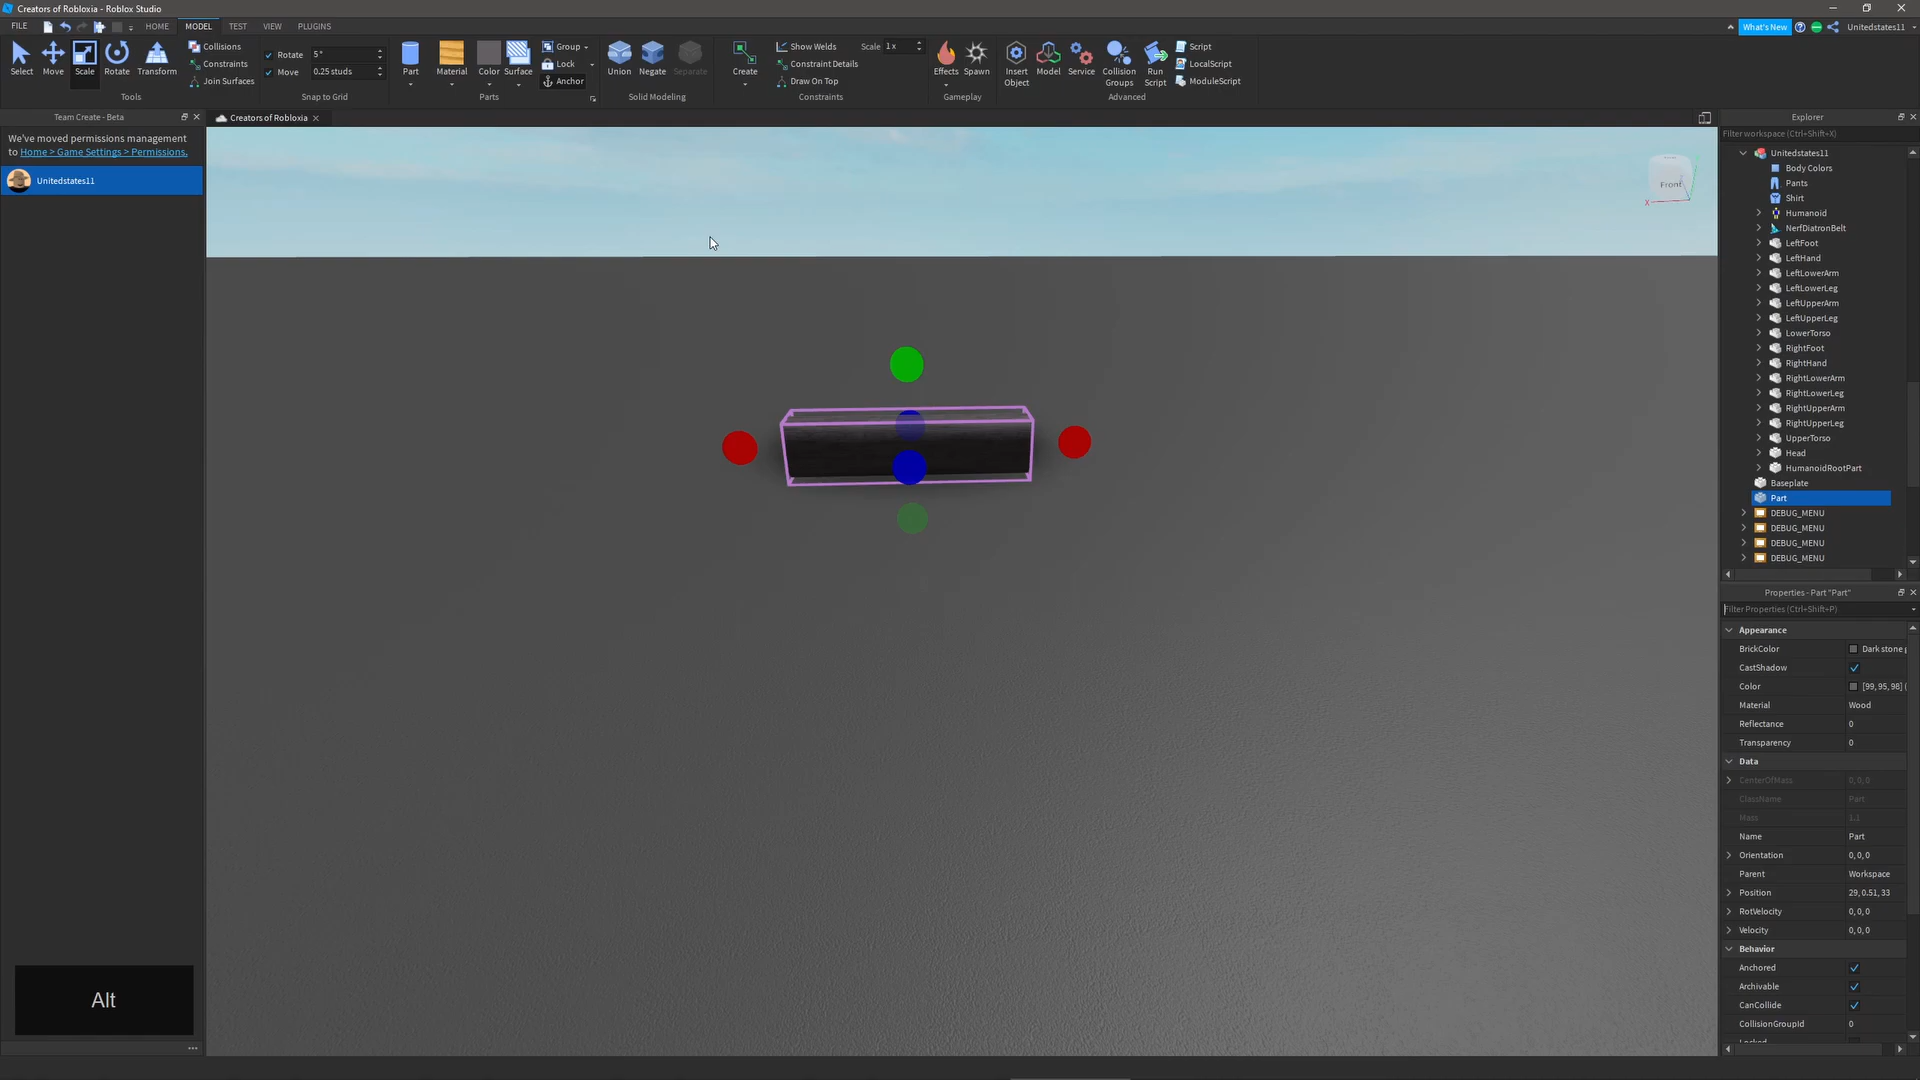 Creators of Robloxia - Roblox Studio
FILE HOME MODEL TEST VIEW PLUGINS What's New Unitedstates11
Select Move Scale Rotate Transform
Collisions
Constraints
Join Surfaces
Tools
Rotate 5°
Move 0.25 studs
Snap to Grid
Part Material Color Surface
Group
Lock
Anchor
Parts
Union Negate Separate
Solid Modeling
Create
Show Welds
Constraint Details
Draw On Top
Scale 1 x
Constraints
Effects Spawn
Gameplay
Insert Object
Model
Service
Collision Groups
Run Script
Script
LocalScript
ModuleScript
Advanced
Team Create - Beta
We've moved permissions management
to Home > Game Settings > Permissions.
Unitedstates11
Alt
Creators of Robloxia
Front
X
Explorer
Filter workspace (Ctrl+Shift+X)
Unitedstates11
Body Colors
Pants
Shirt
Humanoid
NerfDiatronBelt
LeftFoot
LeftHand
LeftLowerArm
LeftLowerLeg
LeftUpperArm
LeftUpperLeg
LowerTorso
RightFoot
RightHand
RightLowerArm
RightLowerLeg
RightUpperArm
RightUpperLeg
UpperTorso
Head
HumanoidRootPart
Baseplate
Part
DEBUG_MENU
DEBUG_MENU
DEBUG_MENU
DEBUG_MENU
Properties - Part "Part"
Filter Properties (Ctrl+Shift+P)
Appearance
BrickColor Dark stone
CastShadow
Color [99, 95, 98]
Material Wood
Reflectance 0
Transparency 0
Data
CenterOfMass 0, 0, 0
ClassName Part
Mass 1.1
Name Part
Orientation 0, 0, 0
Parent Workspace
Position 29, 0.51, 33
RotVelocity 0, 0, 0
Velocity 0, 0, 0
Behavior
Anchored
Archivable
CanCollide
CollisionGroupId 0